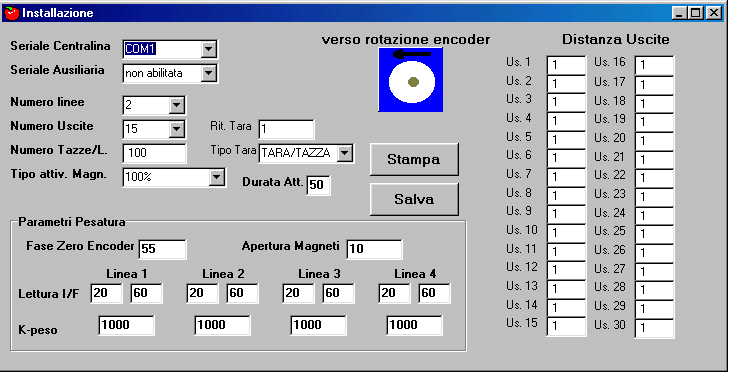 Installazione
Seriale Centralina COM1
Seriale Ausiliaria non abilitata
Numero linee 2
Numero Uscite 15 Rit. Tara 1
Numero Tazze/L. 100 Tipo Tara TARA/TAZZA
Tipo attiv. Magn. 100% Durata Att. 50
verso rotazione encoder
Stampa
Salva
Parametri Pesatura
Fase Zero Encoder 55 Apertura Magneti 10
Linea 1 Linea 2 Linea 3 Linea 4
Lettura I/F 20 60 20 60 20 60 20 60
K-peso 1000 1000 1000 1000
Distanza Uscite
Us. 1 1 Us. 16 1
Us. 2 1 Us. 17 1
Us. 3 1 Us. 18 1
Us. 4 1 Us. 19 1
Us. 5 1 Us. 20 1
Us. 6 1 Us. 21 1
Us. 7 1 Us. 22 1
Us. 8 1 Us. 23 1
Us. 9 1 Us. 24 1
Us. 10 1 Us. 25 1
Us. 11 1 Us. 26 1
Us. 12 1 Us. 27 1
Us. 13 1 Us. 28 1
Us. 14 1 Us. 29 1
Us. 15 1 Us. 30 1